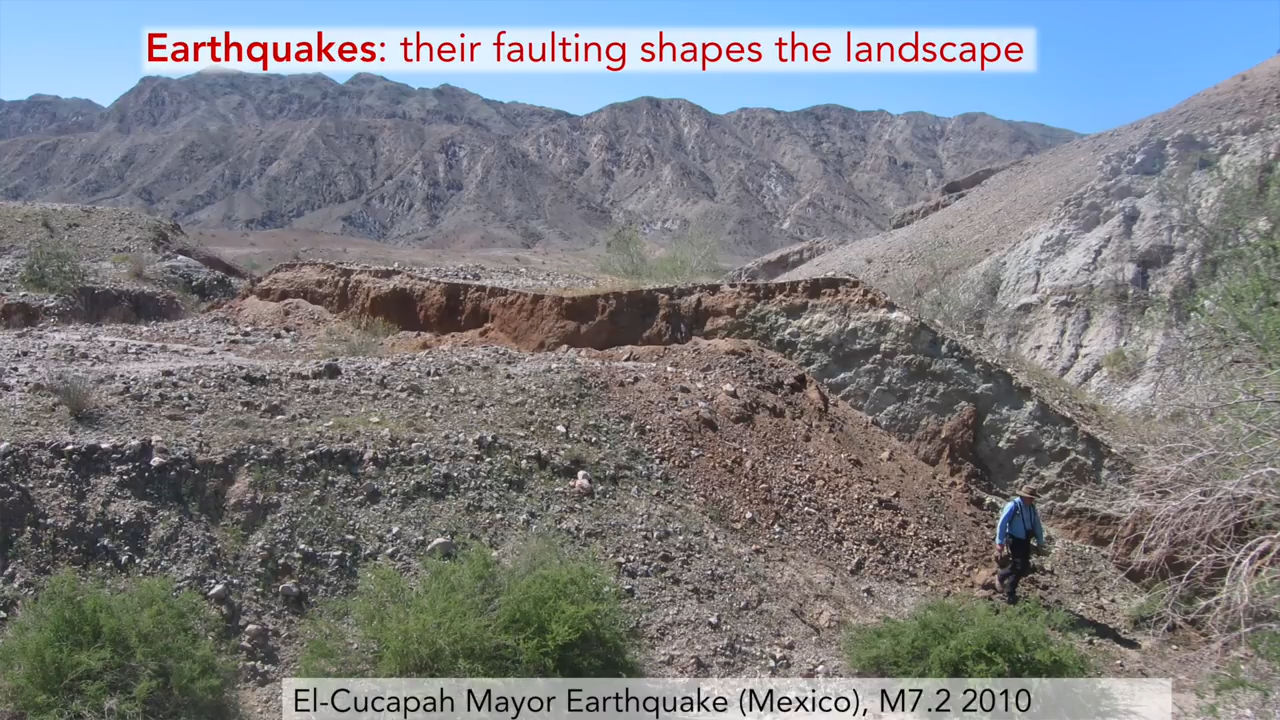 Earthquakes: their faulting shapes the landscape
El-Cucapah Mayor Earthquake (Mexico), M7.2 2010